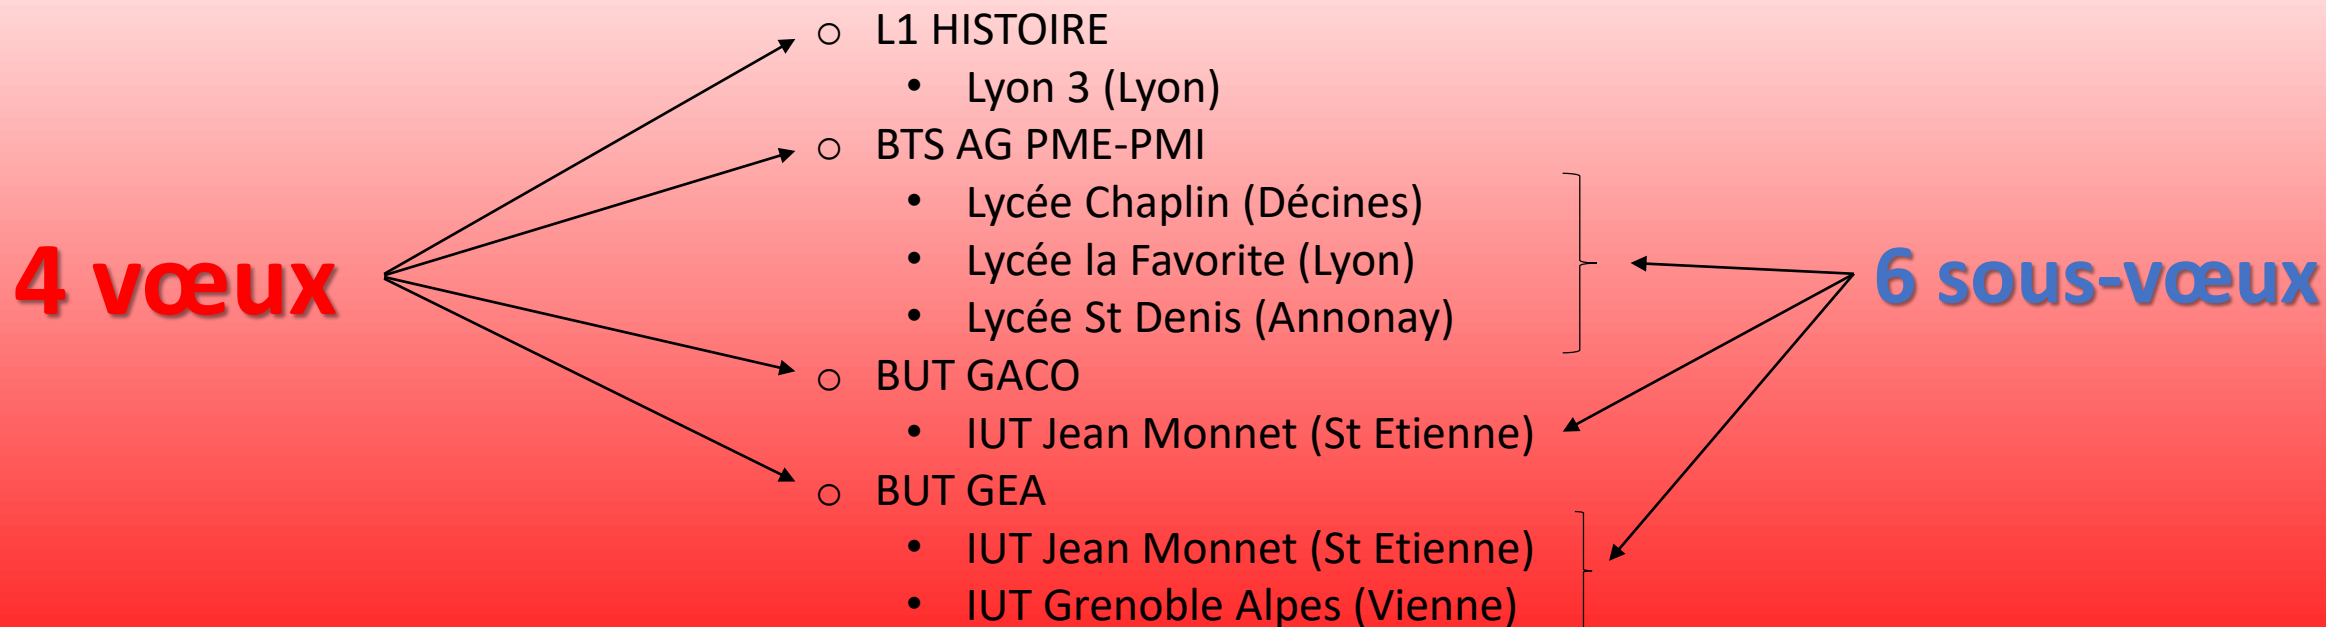 L1 HISTOIRE
Lyon 3 (Lyon)
BTS AG PME-PMI
Lycée Chaplin (Décines)
Lycée la Favorite (Lyon)
Lycée St Denis (Annonay)
BUT GACO
IUT Jean Monnet (St Etienne)
BUT GEA
IUT Jean Monnet (St Etienne)
IUT Grenoble Alpes (Vienne)
4 vœux
6 sous-vœux